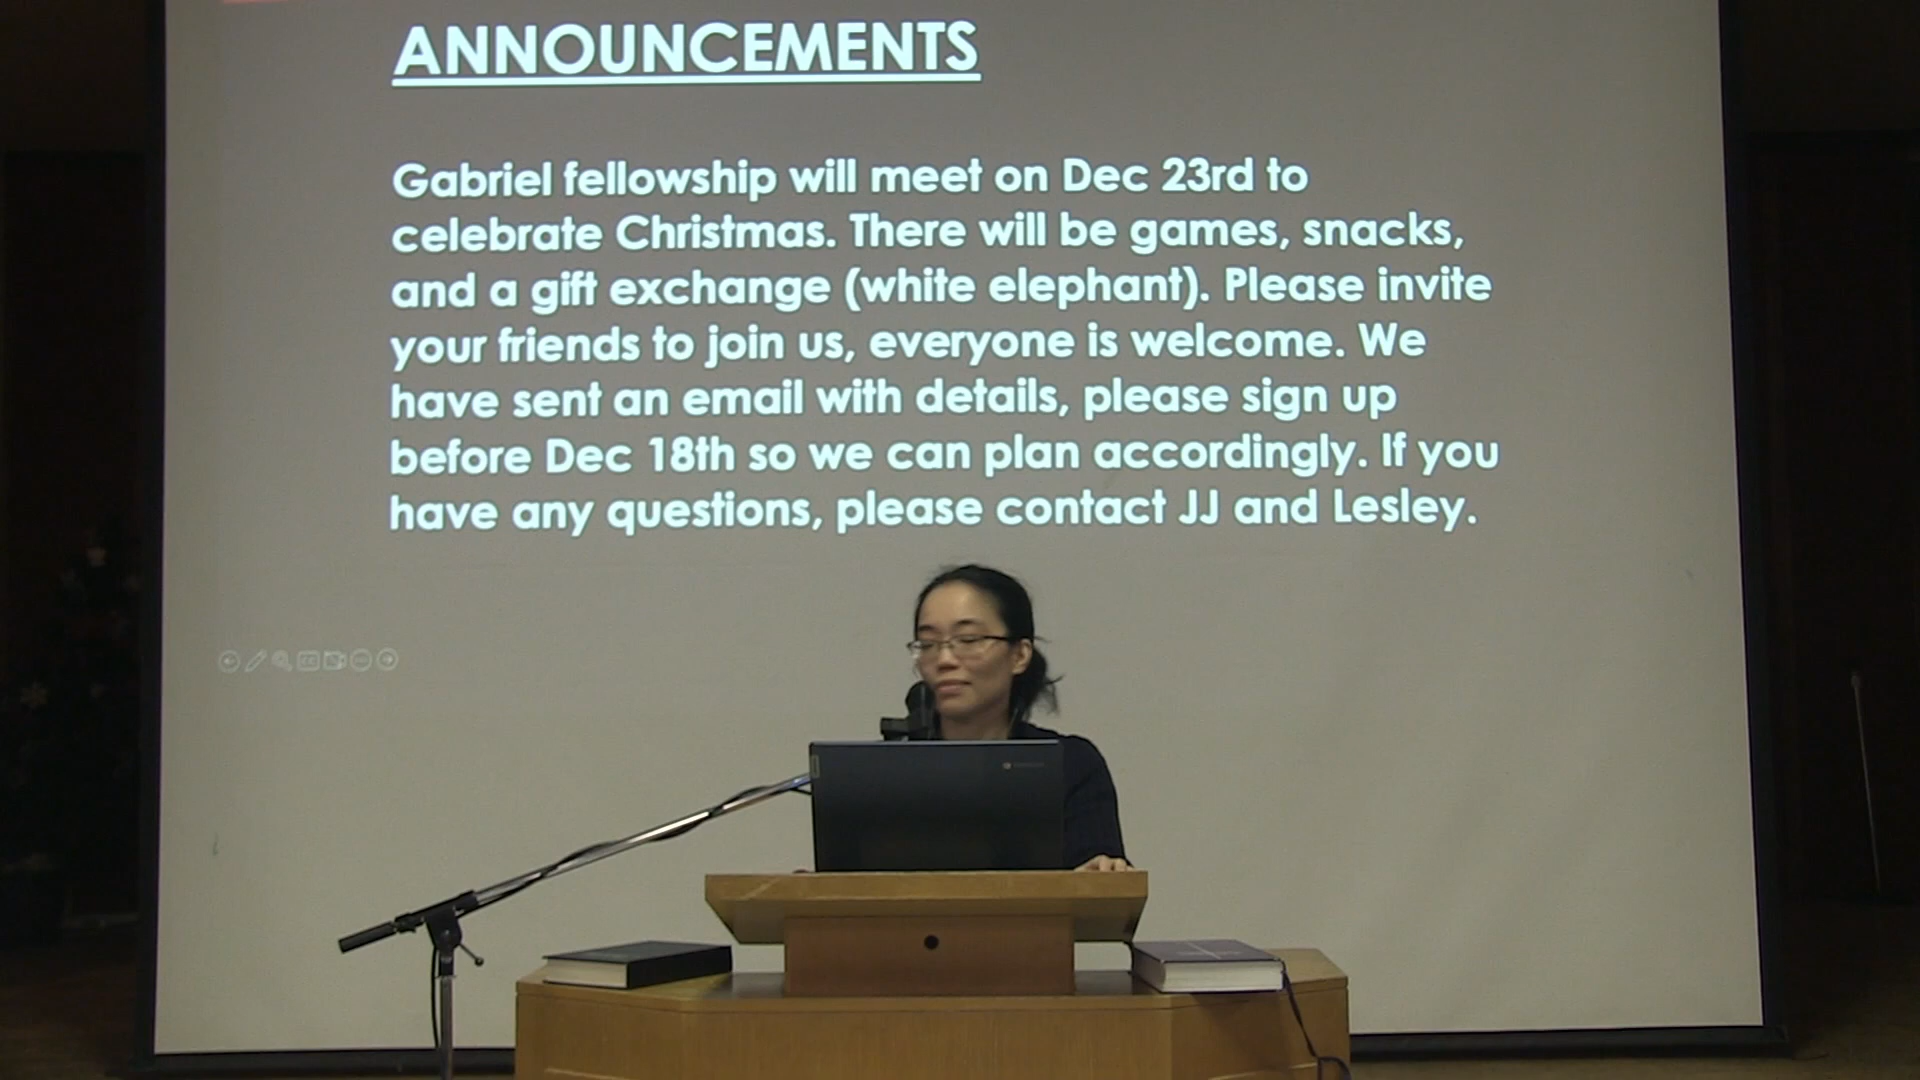 ANNOUNCEMENTS
Gabriel fellowship will meet on Dec 23rd to
celebrate Christmas. There will be games, snacks,
and a gift exchange (white elephant). Please invite
your friends to join us, everyone is welcome. We
have sent an email with details, please sign up
before Dec 18th so we can plan accordingly. If you
have any questions, please contact JJ and Lesley.